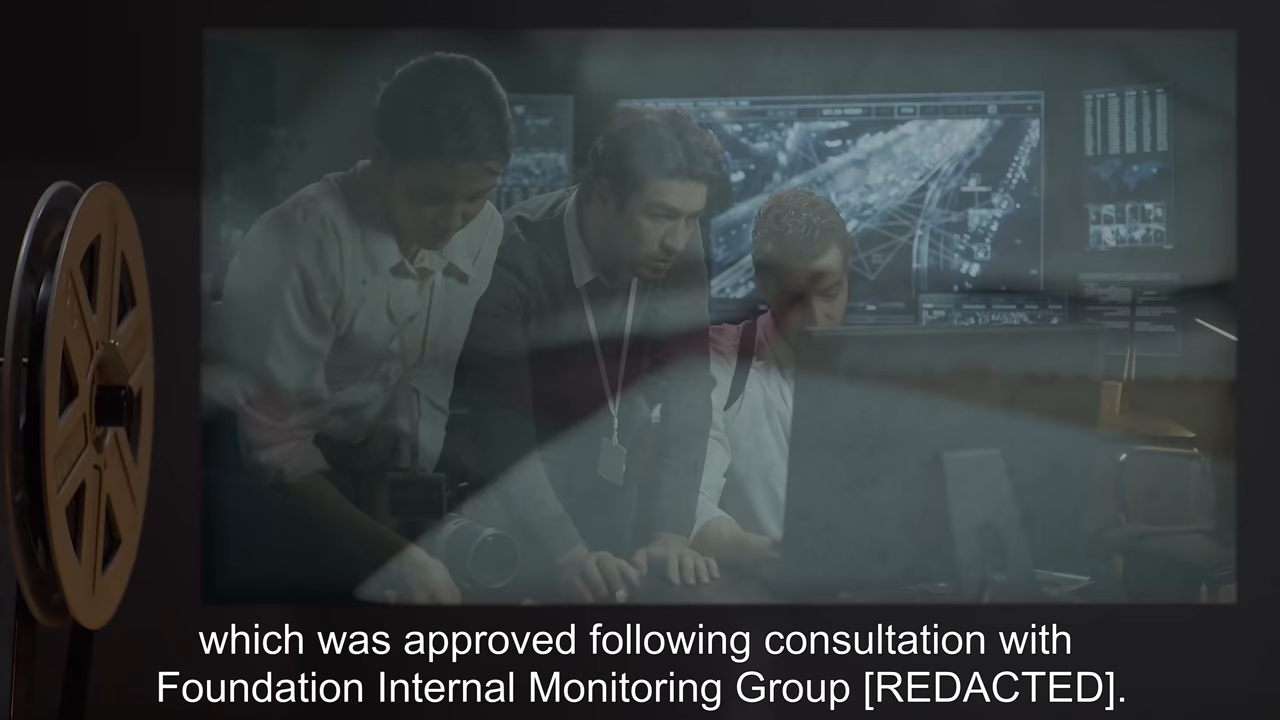 which was approved following consultation with
Foundation Internal Monitoring Group [REDACTED].